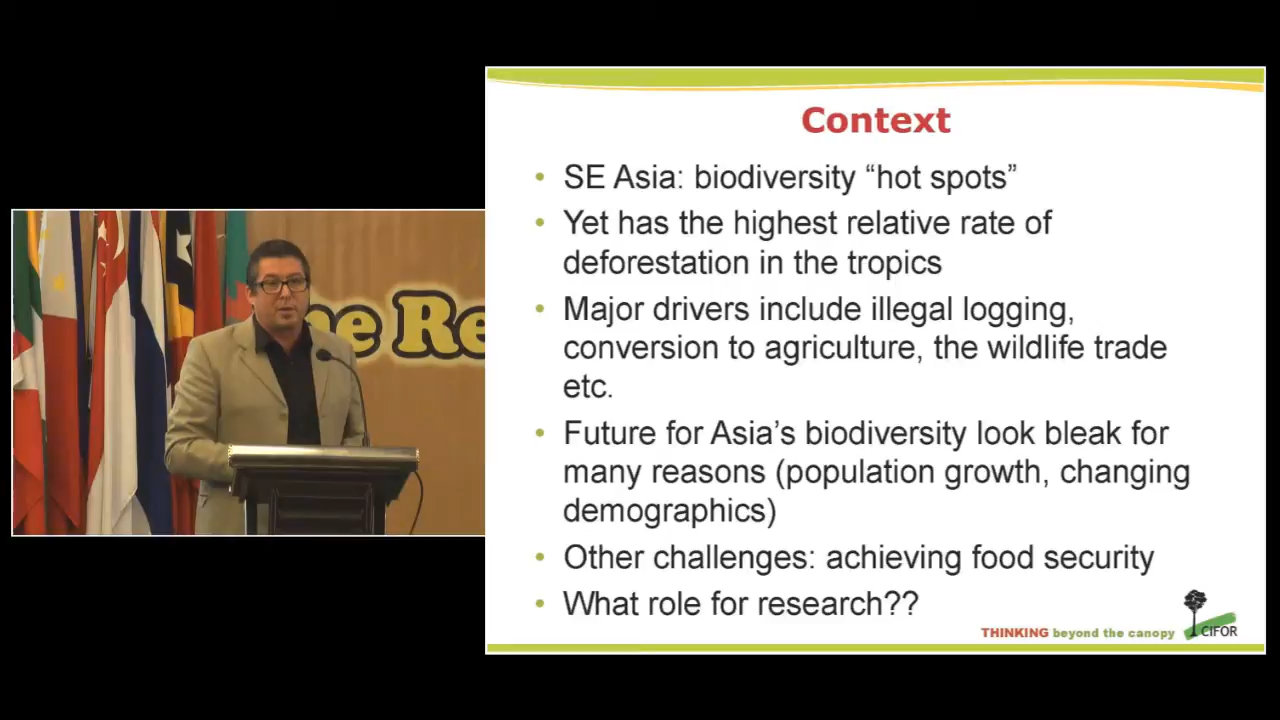 Context
• SE Asia: biodiversity “hot spots”
• Yet has the highest relative rate of
deforestation in the tropics
• Major drivers include illegal logging,
conversion to agriculture, the wildlife trade
etc.
• Future for Asia’s biodiversity look bleak for
many reasons (population growth, changing
demographics)
• Other challenges: achieving food security
• What role for research??
THINKING beyond the canopy
CIFOR
Re